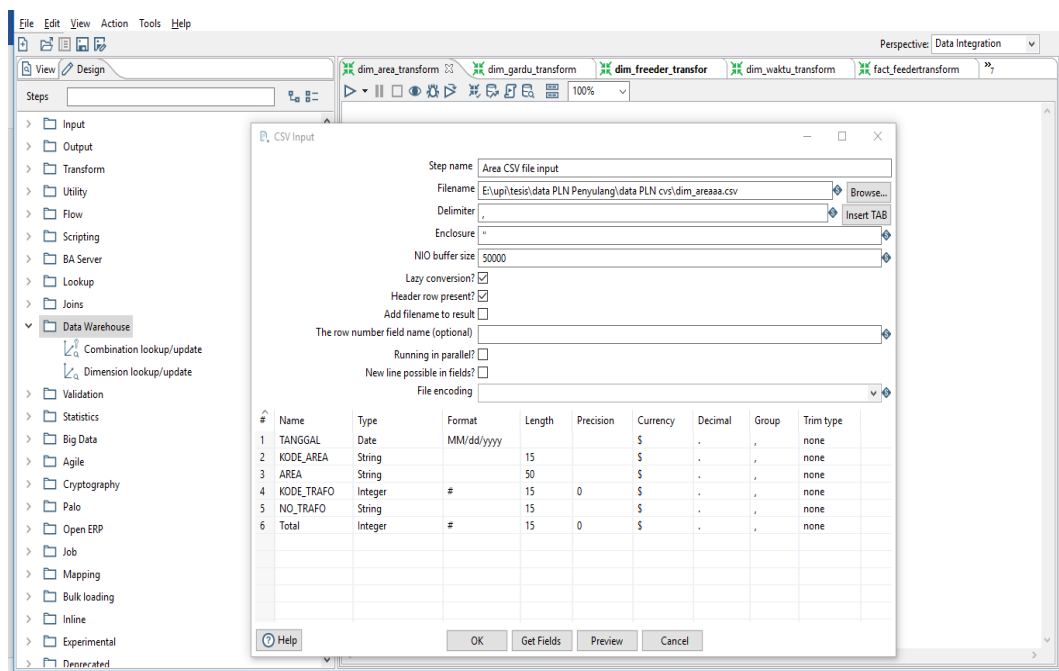 File Edit View Action Tools Help
Perspective: Data Integration
View Design
dim_area_transform dim_gardu_transform dim_freeder_transfor dim_waktu_transform fact_feedertransform »7
Steps
100%
Input
Output
Transform
Utility
Flow
Scripting
BA Server
Lookup
Joins
Data Warehouse
Combination lookup/update
Dimension lookup/update
Validation
Statistics
Big Data
Agile
Cryptography
Palo
Open ERP
Job
Mapping
Bulk loading
Inline
Experimental
Deprecated
CSV Input
Step name Area CSV file input
Filename E:\upi\tesis\data PLN Penyulang\data PLN cvs\dim_areaaa.csv Browse...
Delimiter , Insert TAB
Enclosure "
NIO buffer size 50000
Lazy conversion?
Header row present?
Add filename to result
The row number field name (optional)
Running in parallel?
New line possible in fields?
File encoding
# Name Type Format Length Precision Currency Decimal Group Trim type
1 TANGGAL Date MM/dd/yyyy $ . , none
2 KODE_AREA String 15 $ . , none
3 AREA String 50 $ . , none
4 KODE_TRAFO Integer # 15 0 $ . , none
5 NO_TRAFO String 15 $ . , none
6 Total Integer # 15 0 $ . , none
Help OK Get Fields Preview Cancel